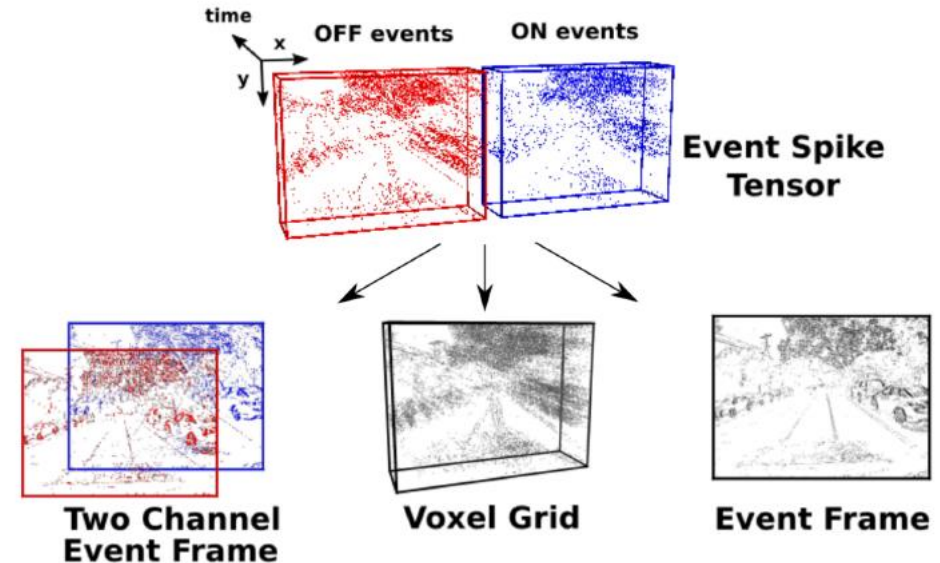 time
x
y
OFF events
ON events
Event Spike
Tensor
Two Channel
Event Frame
Voxel Grid
Event Frame